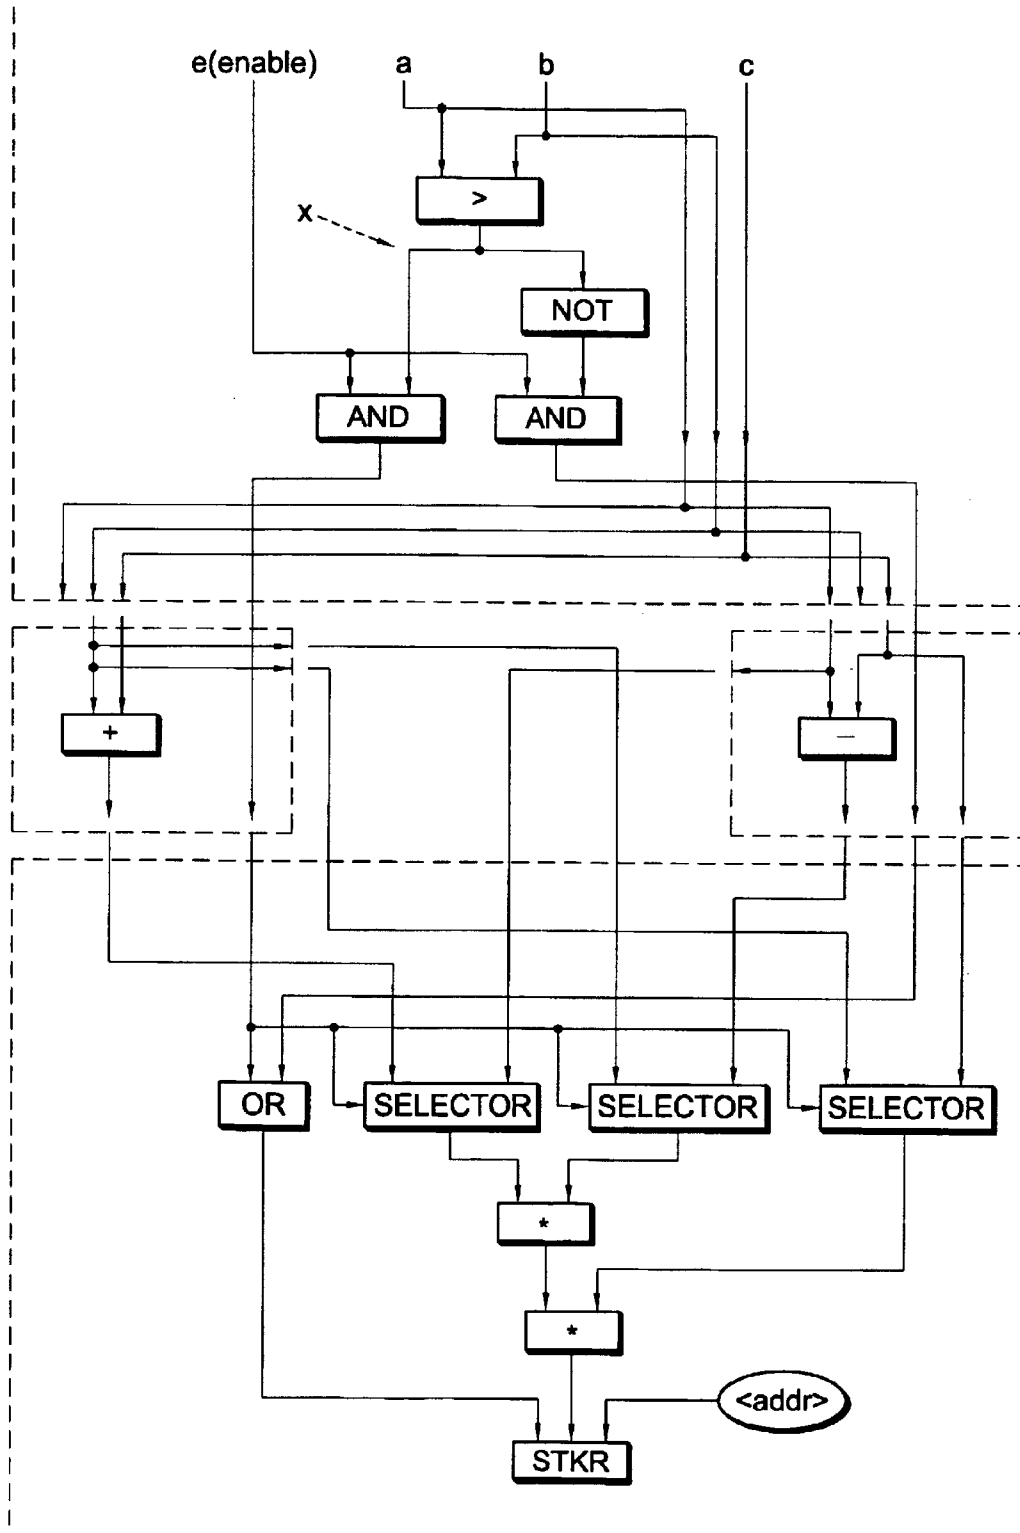 e(enable) a b c
>
x
NOT
AND AND
+ −
OR SELECTOR SELECTOR SELECTOR
*
*
<addr>
STKR